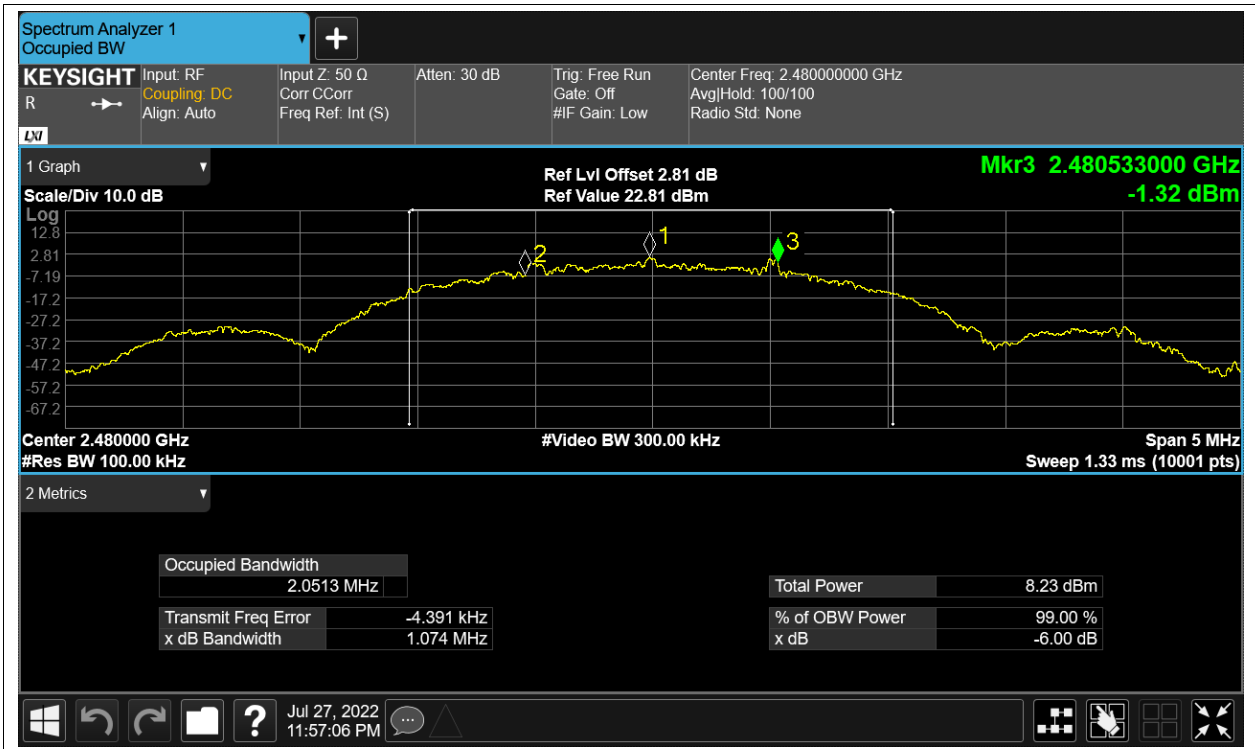 Spectrum Analyzer 1
Occupied BW
KEYSIGHT
R
LXI
Input: RF
Coupling: DC
Align: Auto
Input Z: 50 Ω
Corr CCorr
Freq Ref: Int (S)
Atten: 30 dB
Trig: Free Run
Gate: Off
#IF Gain: Low
Center Freq: 2.480000000 GHz
Avg|Hold: 100/100
Radio Std: None
1 Graph
Scale/Div 10.0 dB
Ref Lvl Offset 2.81 dB
Ref Value 22.81 dBm
Mkr3 2.480533000 GHz
-1.32 dBm
Log
12.8
2.81
-7.19
-17.2
-27.2
-37.2
-47.2
-57.2
-67.2
2
1
3
Center 2.480000 GHz
#Res BW 100.00 kHz
#Video BW 300.00 kHz
Span 5 MHz
Sweep 1.33 ms (10001 pts)
2 Metrics
Occupied Bandwidth
2.0513 MHz
Total Power 8.23 dBm
Transmit Freq Error -4.391 kHz
% of OBW Power 99.00 %
x dB Bandwidth 1.074 MHz
x dB -6.00 dB
?
Jul 27, 2022
11:57:06 PM